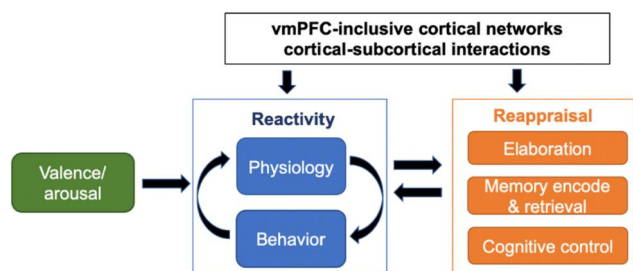 vmPFC-inclusive cortical networks
cortical-subcortical interactions
Valence/
arousal
Reactivity
Physiology
Behavior
Reappraisal
Elaboration
Memory encode
& retrieval
Cognitive control